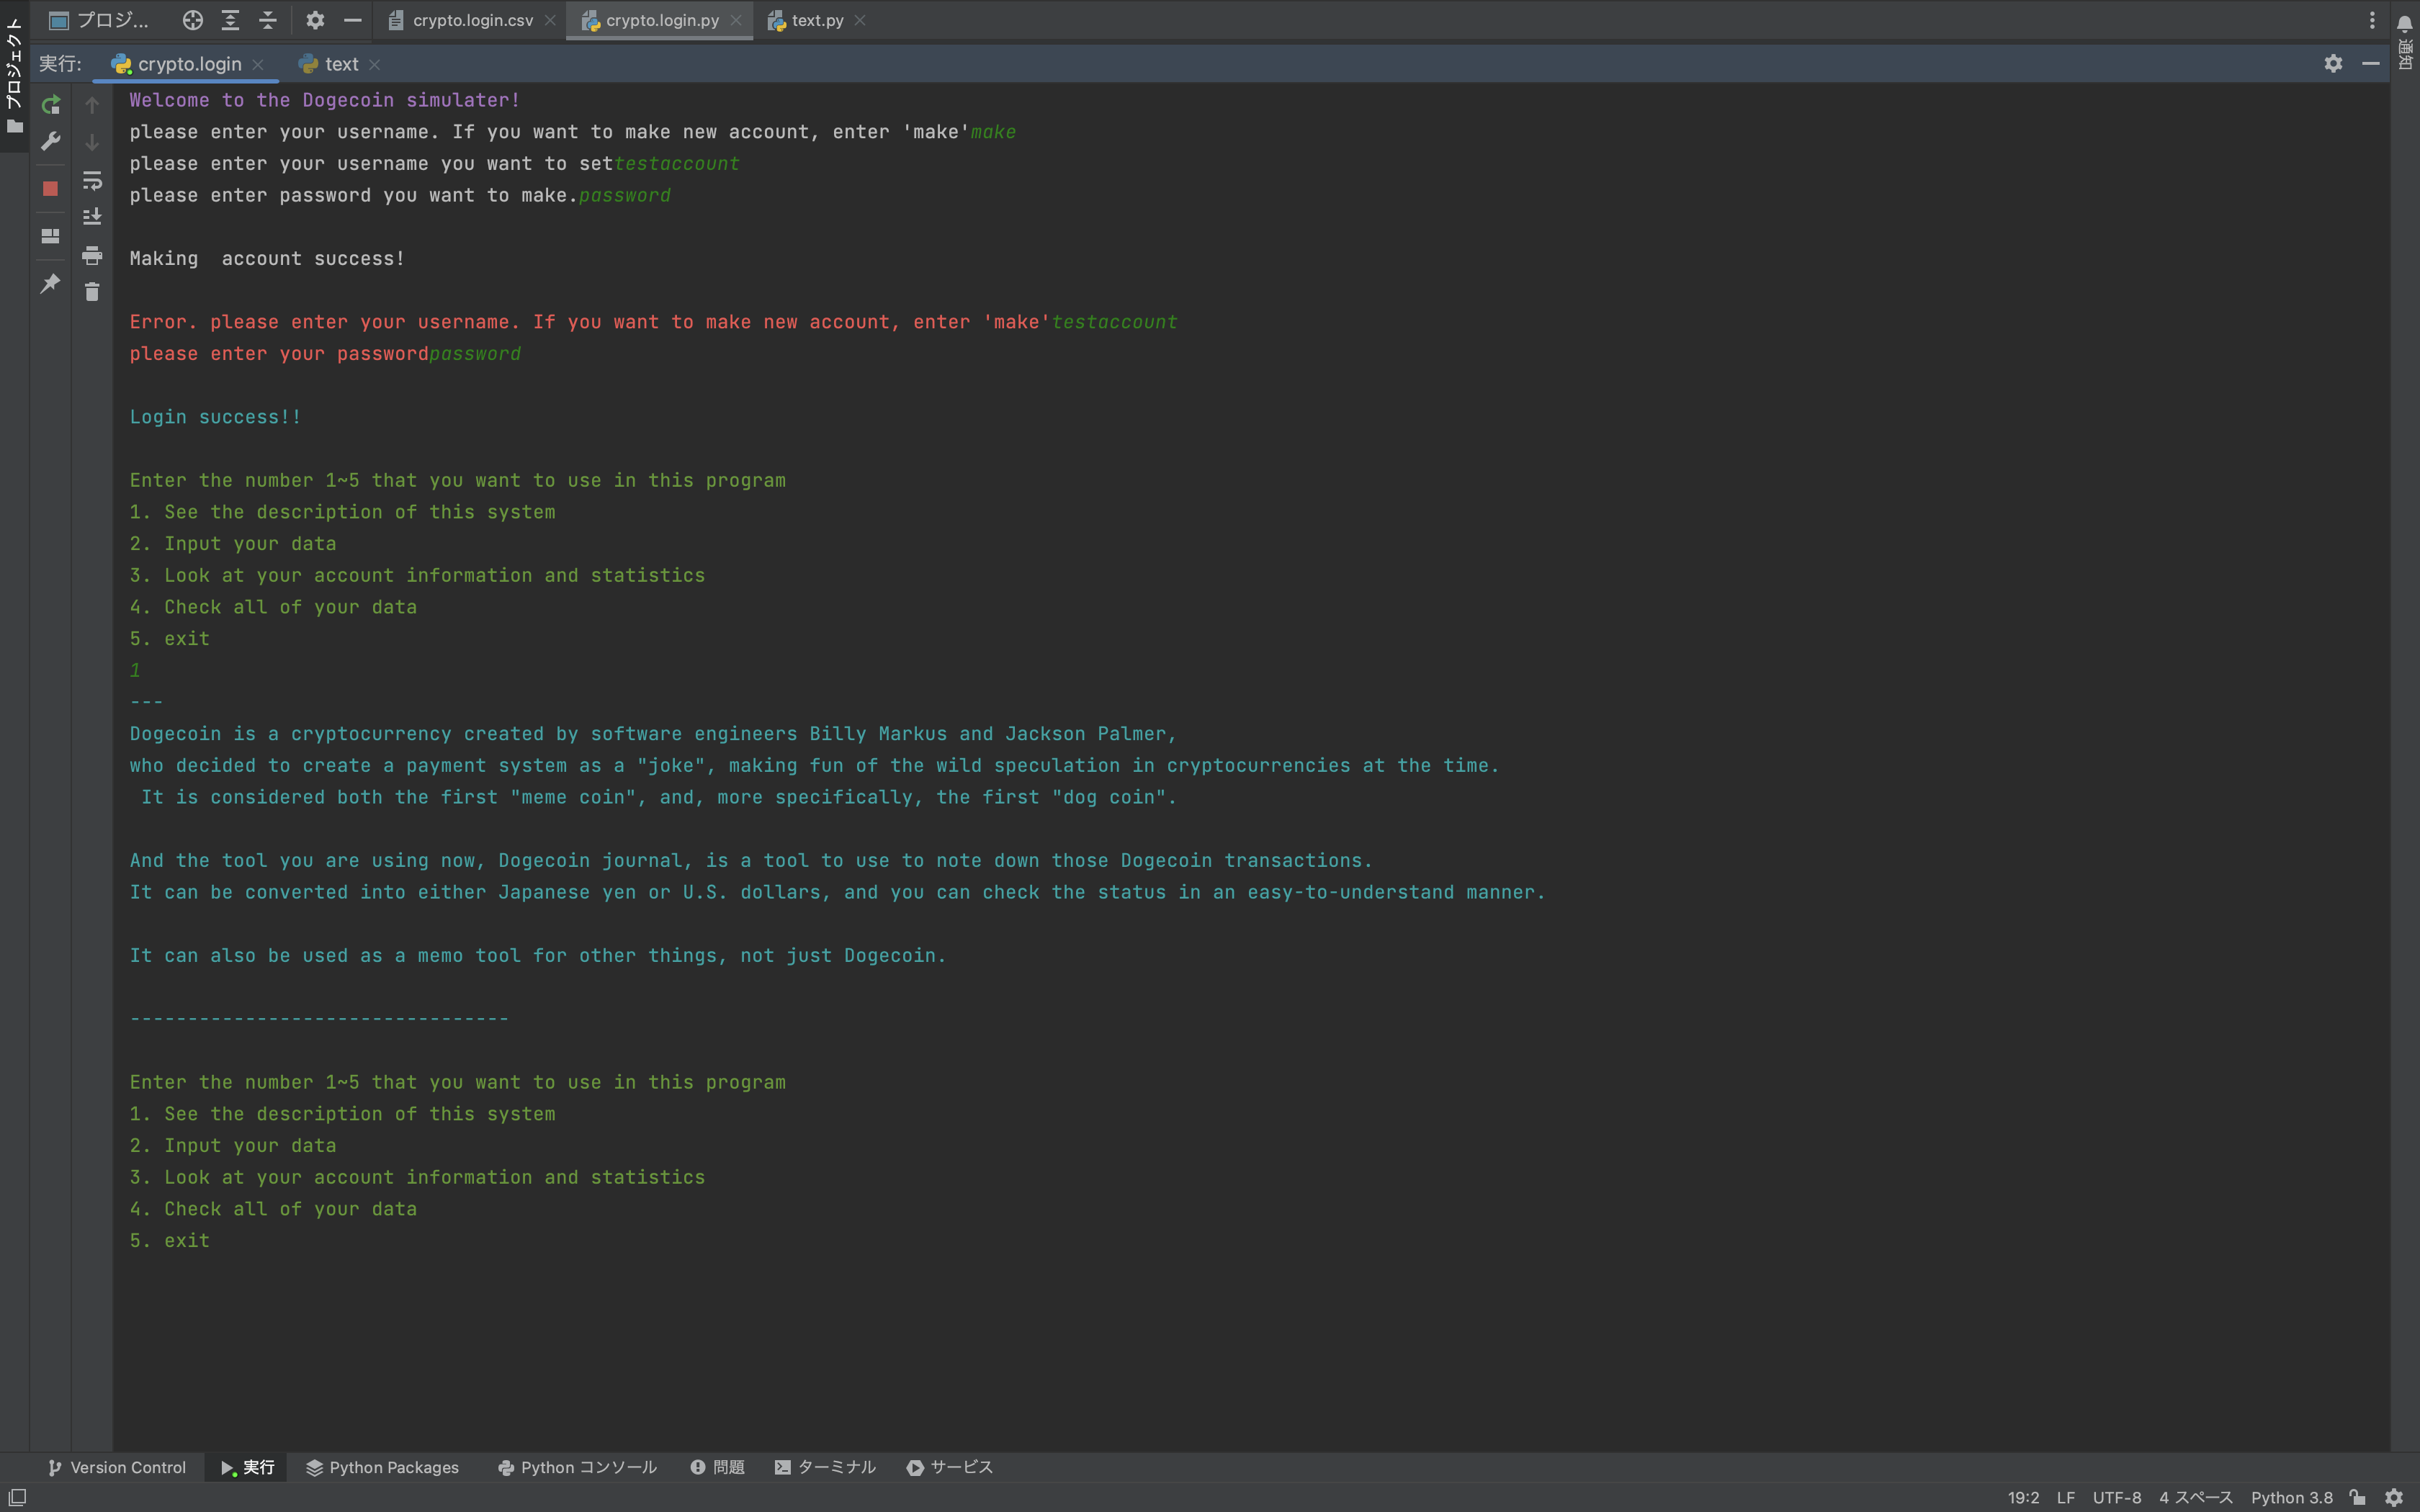 プロジ... crypto.login.csv crypto.login.py text.py
プロジェクト
通知
実行: crypto.login text
Welcome to the Dogecoin simulater!
please enter your username. If you want to make new account, enter 'make'make
please enter your username you want to settestaccount
please enter password you want to make.password
Making  account success!
Error. please enter your username. If you want to make new account, enter 'make'testaccount
please enter your passwordpassword
Login success!!
Enter the number 1~5 that you want to use in this program
1. See the description of this system
2. Input your data
3. Look at your account information and statistics
4. Check all of your data
5. exit
1
---
Dogecoin is a cryptocurrency created by software engineers Billy Markus and Jackson Palmer,
who decided to create a payment system as a "joke", making fun of the wild speculation in cryptocurrencies at the time.
 It is considered both the first "meme coin", and, more specifically, the first "dog coin".
And the tool you are using now, Dogecoin journal, is a tool to use to note down those Dogecoin transactions.
It can be converted into either Japanese yen or U.S. dollars, and you can check the status in an easy-to-understand manner.
It can also be used as a memo tool for other things, not just Dogecoin.
---------------------------------
Enter the number 1~5 that you want to use in this program
1. See the description of this system
2. Input your data
3. Look at your account information and statistics
4. Check all of your data
5. exit
Version Control 実行 Python Packages Python コンソール 問題 ターミナル サービス
19:2 LF UTF-8 4 スペース Python 3.8